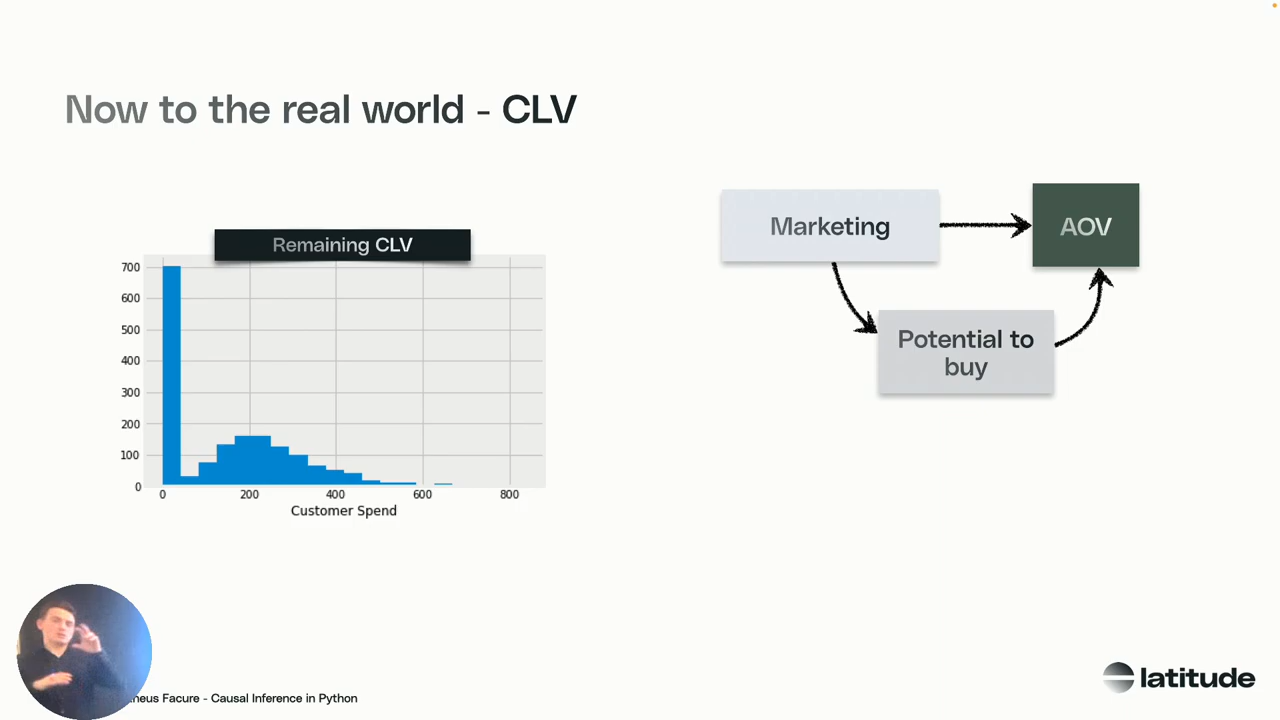 Now to the real world - CLV
Remaining CLV
700
600
500
400
300
200
100
0
0 200 400 600 800
Customer Spend
Marketing
AOV
Potential to
buy
Facure - Causal Inference in Python
latitude